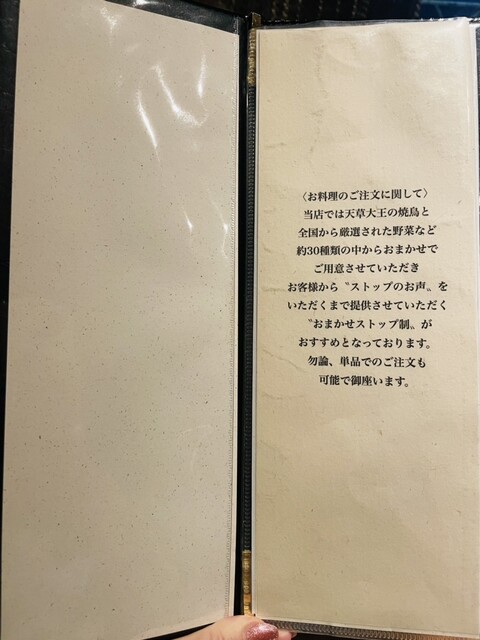 〈お料理のご注文に関して〉
当店では天草大王の焼鳥と
全国から厳選された野菜など
約30種類の中からおまかせで
ご用意させていただき
お客様から〝ストップのお声〟を
いただくまで提供させていただく
〝おまかせストップ制〟が
おすすめとなっております。
勿論、単品でのご注文も
可能で御座います。